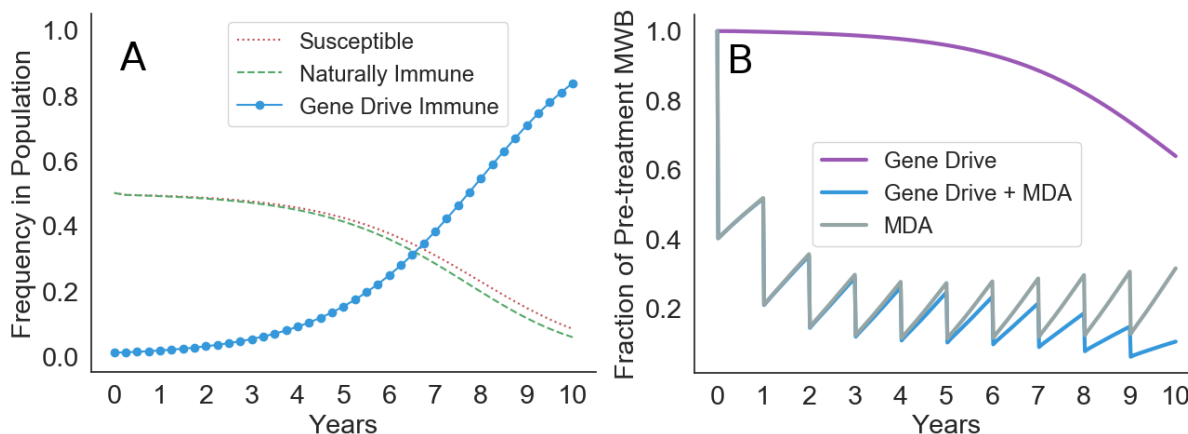 A
Susceptible
Naturally Immune
Gene Drive Immune
Frequency in Population
1.0
0.8
0.6
0.4
0.2
0.0
0 1 2 3 4 5 6 7 8 9 10
Years
B
Gene Drive
Gene Drive + MDA
MDA
Fraction of Pre-treatment MWB
1.0
0.8
0.6
0.4
0.2
0 1 2 3 4 5 6 7 8 9 10
Years